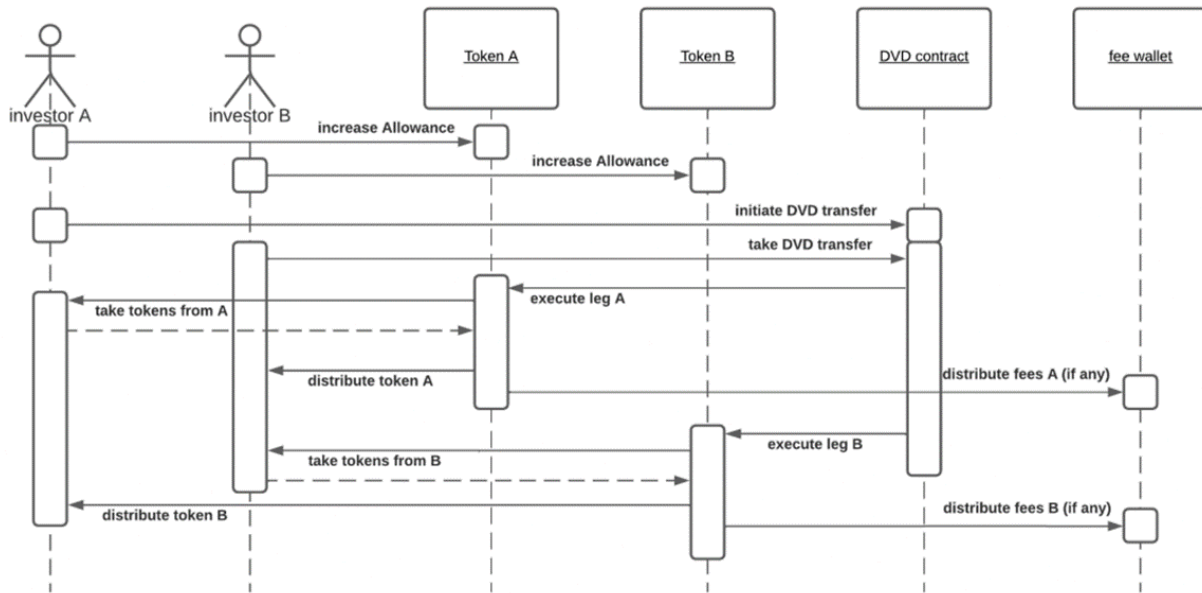 Token A
Token B
DVD contract
fee wallet
investor A
investor B
increase Allowance
increase Allowance
initiate DVD transfer
take DVD transfer
execute leg A
take tokens from A
distribute token A
distribute fees A (if any)
execute leg B
take tokens from B
distribute token B
distribute fees B (if any)